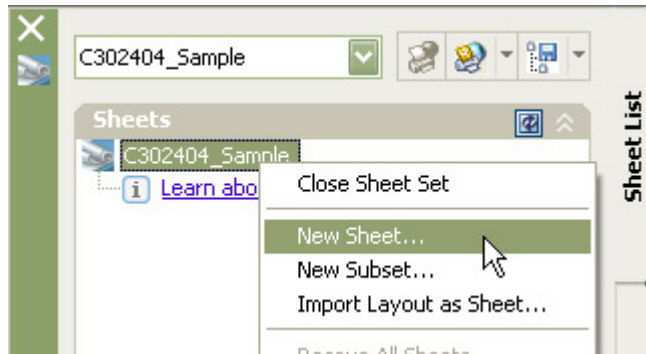 C302404_Sample
Sheets
C302404_Sample
i Learn abo
Close Sheet Set
New Sheet...
New Subset...
Import Layout as Sheet...
Sheet List